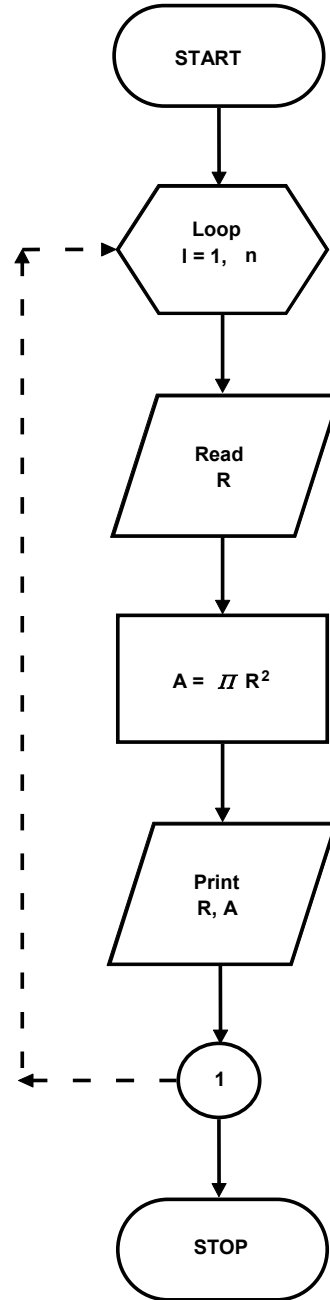 START
Loop
I = 1, n
Read
R
A = Π R²
Print
R, A
1
STOP